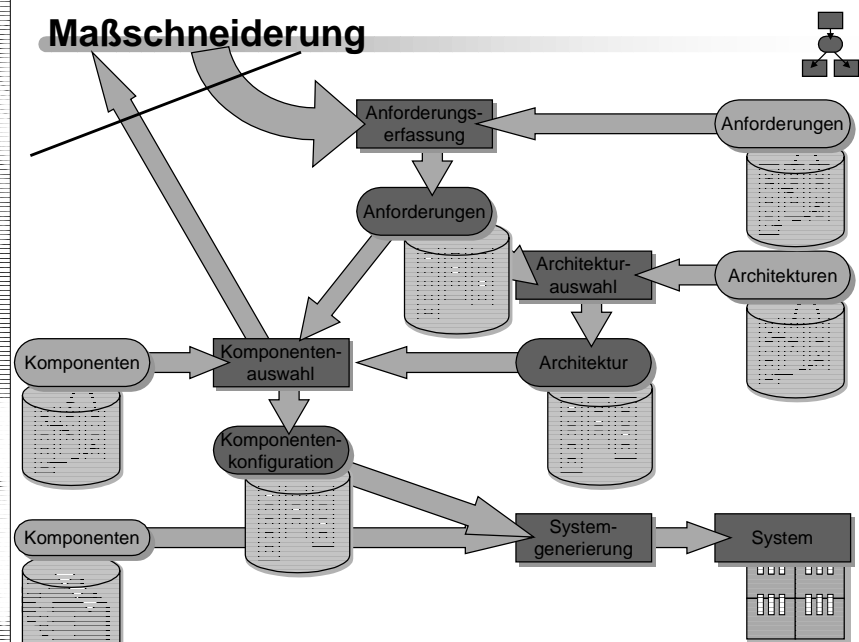 Maßschneiderung
Anforderungs-
erfassung
Anforderungen
Anforderungen
Architektur-
auswahl
Architekturen
Komponenten
Komponenten-
auswahl
Architektur
Komponenten-
konfiguration
Komponenten
System-
generierung
System